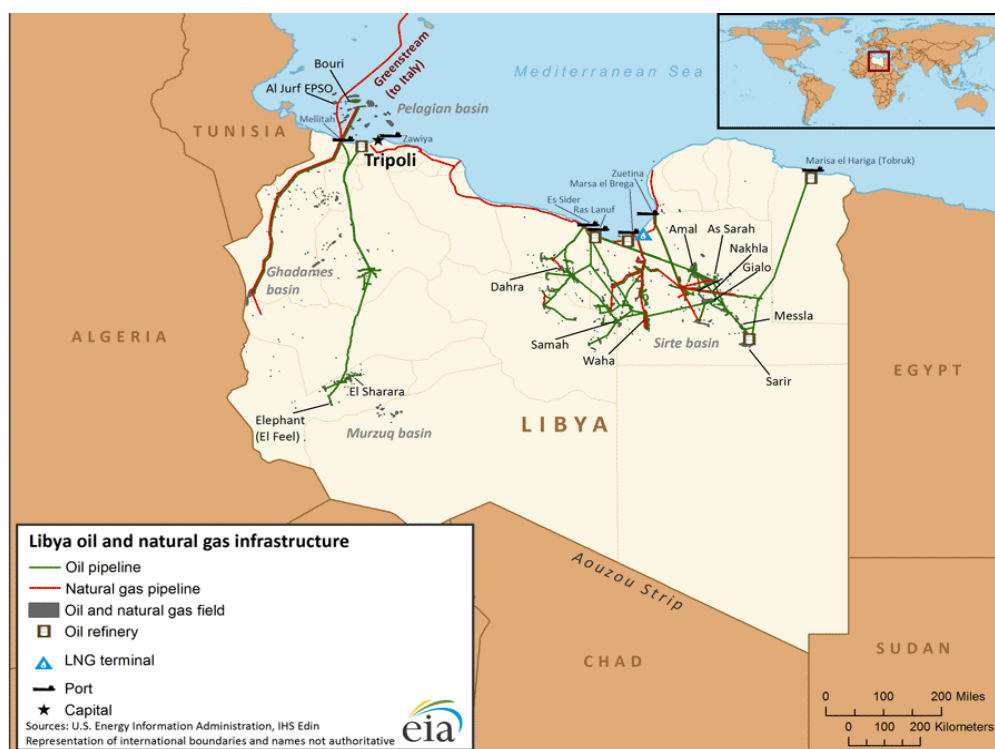 Bouri
Al Jurf FPSO
Greenstream
(to Italy)
Mediterranean Sea
Pelagian basin
TUNISIA
Mellitah
Zawiya
Tripoli
Marisa el Hariga (Tobruk)
Zuetina
Marsa el Brega
Es Sider
Ras Lanuf
Amal
As Sarah
Nakhla
Gialo
Ghadames
basin
Dahra
ALGERIA
Messla
Samah
Waha
Sirte basin
Sarir
EGYPT
El Sharara
Elephant
(El Feel)
Murzuq basin
LIBYA
Aouzou Strip
CHAD
SUDAN
Libya oil and natural gas infrastructure
Oil pipeline
Natural gas pipeline
Oil and natural gas field
Oil refinery
LNG terminal
Port
Capital
Sources: U.S. Energy Information Administration, IHS Edin
Representation of international boundaries and names not authoritative
eia
0 100 200 Miles
0 100 200 Kilometers